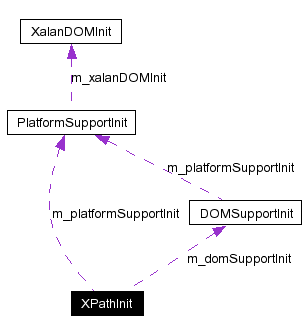 XalanDOMInit
m_xalanDOMInit
PlatformSupportInit
m_platformSupportInit
DOMSupportInit
m_platformSupportInit
m_domSupportInit
XPathInit